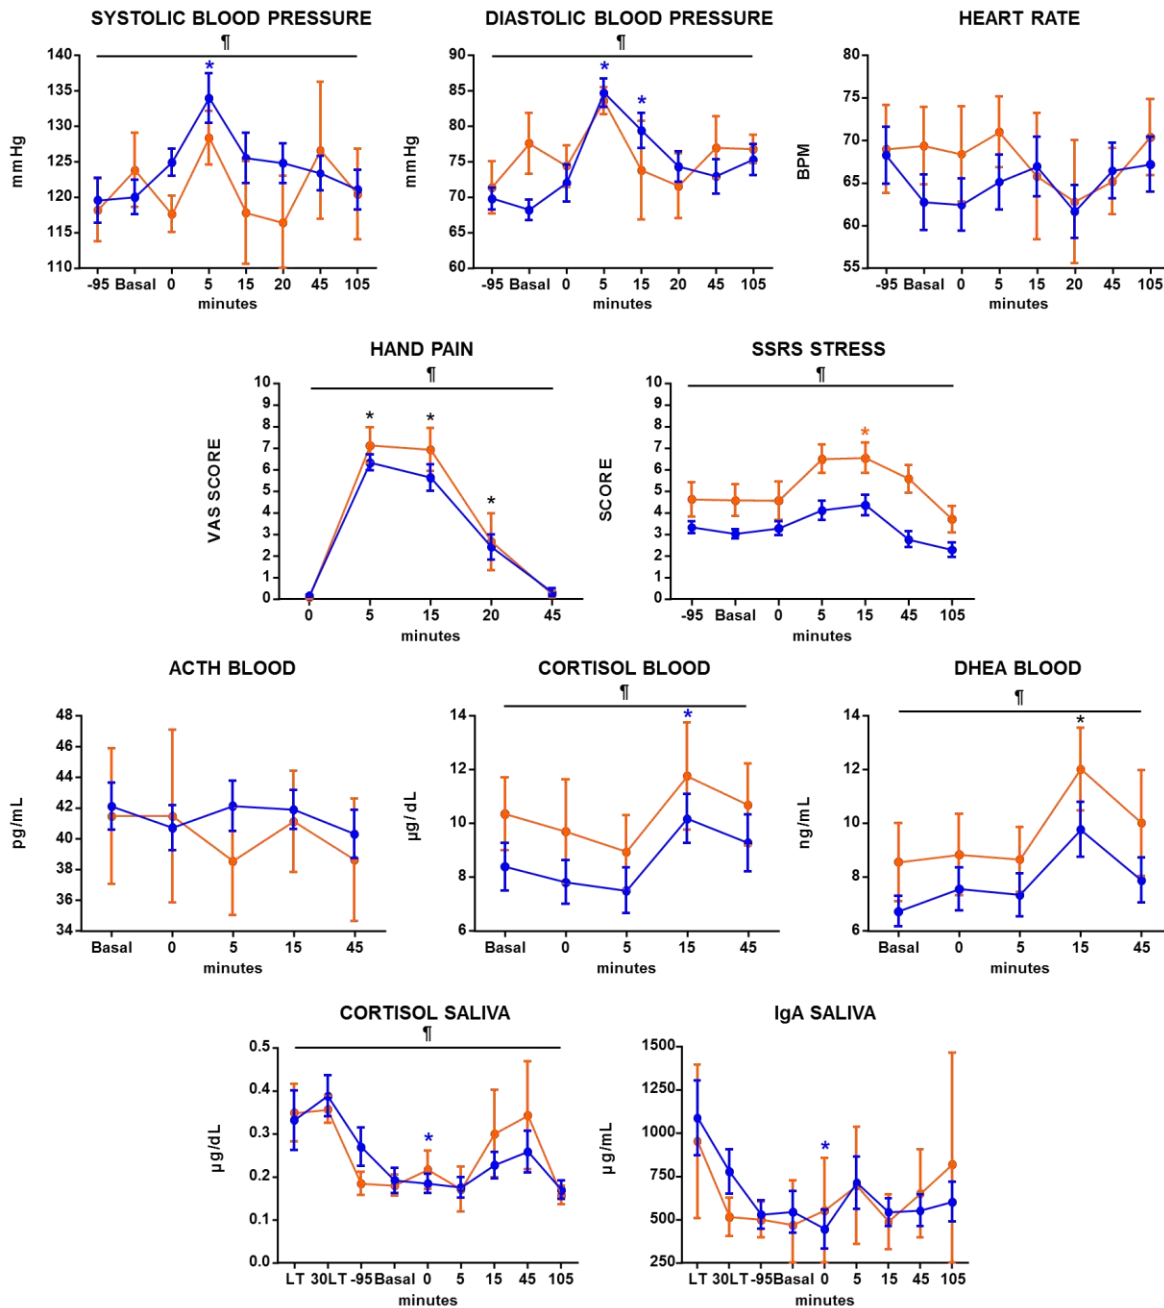 SYSTOLIC BLOOD PRESSURE
¶
*
mmHg
140
135
130
125
120
115
110
-95 Basal 0 5 15 20 45 105
minutes
DIASTOLIC BLOOD PRESSURE
¶
* *
mmHg
90
85
80
75
70
65
60
-95 Basal 0 5 15 20 45 105
minutes
HEART RATE
BPM
80
75
70
65
60
55
-95 Basal 0 5 15 20 45 105
minutes
HAND PAIN
¶
* * *
VAS SCORE
10
9
8
7
6
5
4
3
2
1
0
0 5 15 20 45
minutes
SSRS STRESS
¶
*
SCORE
10
9
8
7
6
5
4
3
2
1
0
-95 Basal 0 5 15 45 105
minutes
ACTH BLOOD
pg/mL
48
46
44
42
40
38
36
34
Basal 0 5 15 45
minutes
CORTISOL BLOOD
¶
*
µg/ dL
14
12
10
8
6
Basal 0 5 15 45
minutes
DHEA BLOOD
¶
*
ng/mL
14
12
10
8
6
Basal 0 5 15 45
minutes
CORTISOL SALIVA
¶
*
µg/dL
0.5
0.4
0.3
0.2
0.1
0.0
LT 30LT -95 Basal 0 5 15 45 105
minutes
IgA SALIVA
*
µg/mL
1500
1250
1000
750
500
250
LT 30LT -95 Basal 0 5 15 45 105
minutes